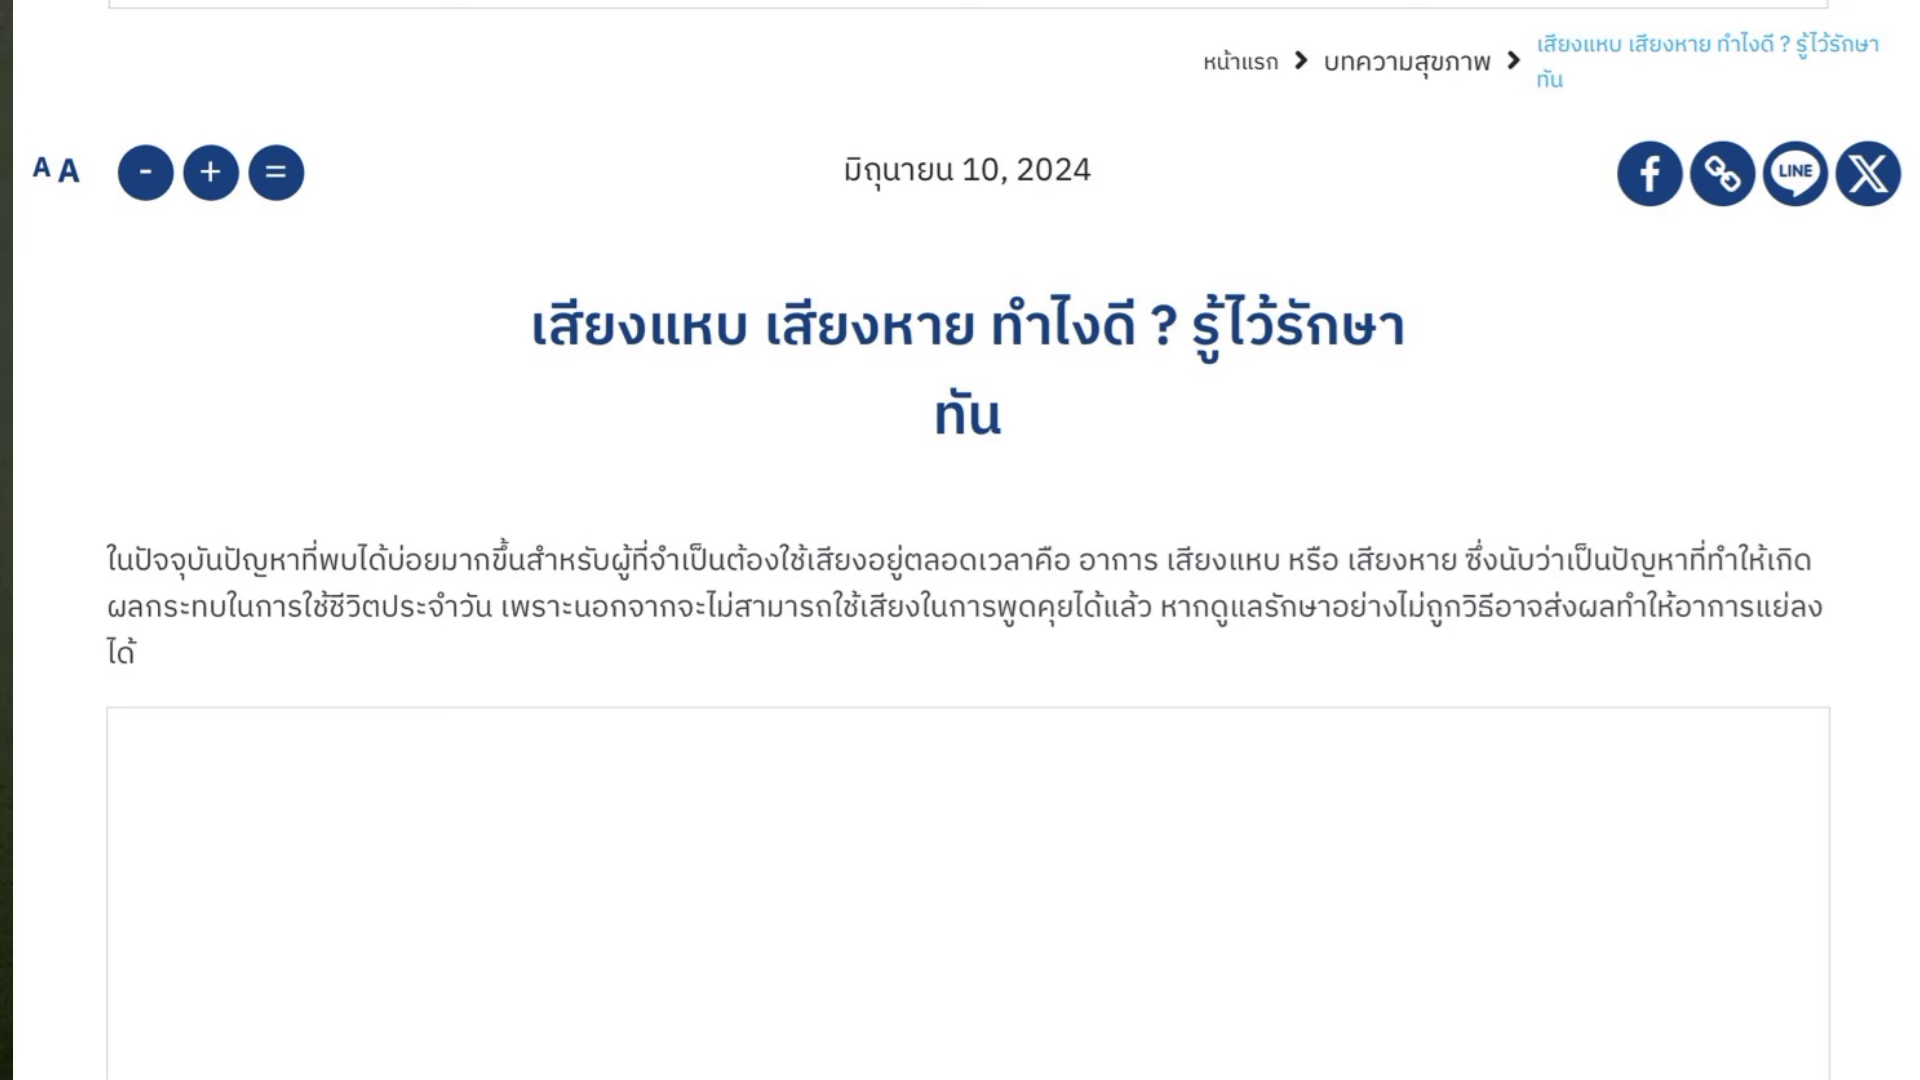 หน้าแรก > บทความสุขภาพ > เสียงแหบ เสียงหาย ทำไงดี ? รู้ไว้รักษา
ทัน
A A - + =
มิถุนายน 10, 2024
LINE
เสียงแหบ เสียงหาย ทำไงดี ? รู้ไว้รักษา
ทัน
ในปัจจุบันปัญหาที่พบได้บ่อยมากขึ้นสำหรับผู้ที่จำเป็นต้องใช้เสียงอยู่ตลอดเวลาคือ อาการ เสียงแหบ หรือ เสียงหาย ซึ่งนับว่าเป็นปัญหาที่ทำให้เกิด
ผลกระทบในการใช้ชีวิตประจำวัน เพราะนอกจากจะไม่สามารถใช้เสียงในการพูดคุยได้แล้ว หากดูแลรักษาอย่างไม่ถูกวิธีอาจส่งผลทำให้อาการแย่ลง
ได้